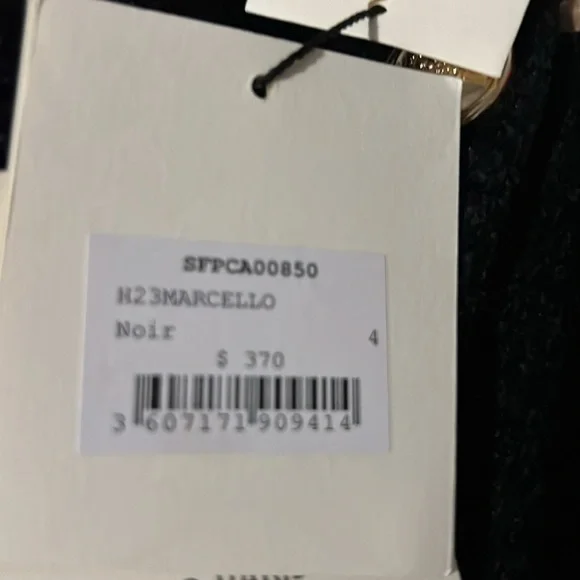 SFPCA00850
H23MARCELLO
Noir
4
$ 370
3 607171 909414